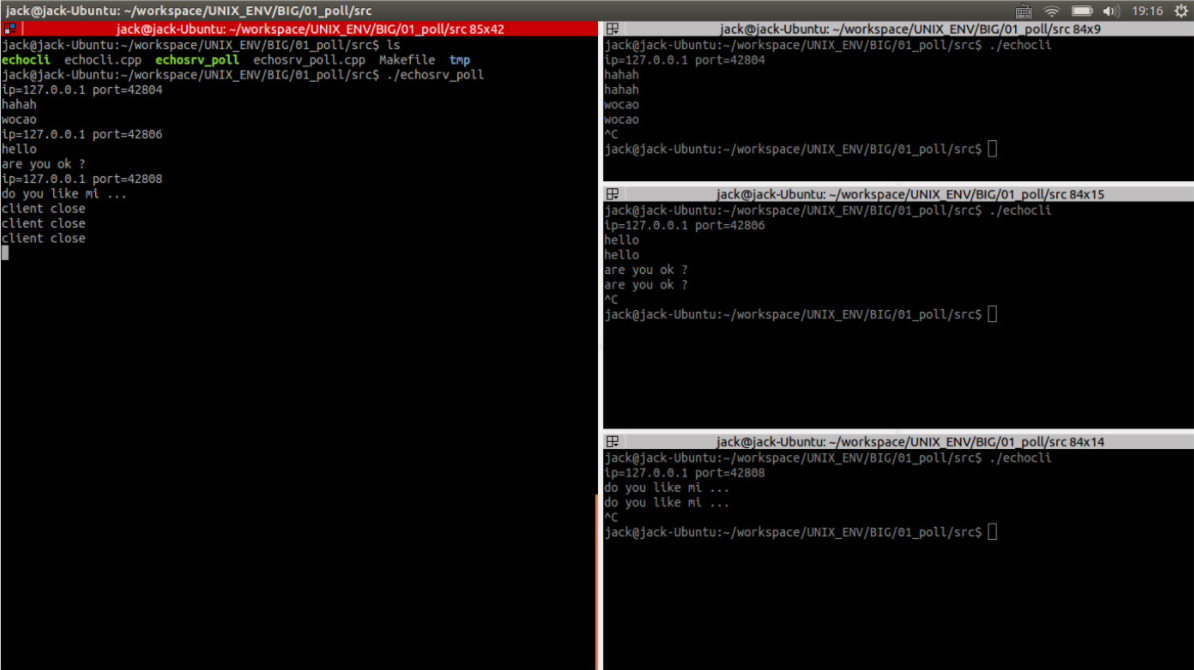 jack@jack-Ubuntu: ~/workspace/UNIX_ENV/BIG/01_poll/src
19:16
jack@jack-Ubuntu: ~/workspace/UNIX_ENV/BIG/01_poll/src 85x42
jack@jack-Ubuntu:~/workspace/UNIX_ENV/BIG/01_poll/src$ ls
echocli  echocli.cpp  echosrv_poll  echosrv_poll.cpp  Makefile  tmp
jack@jack-Ubuntu:~/workspace/UNIX_ENV/BIG/01_poll/src$ ./echosrv_poll
ip=127.0.0.1 port=42804
hahah
wocao
ip=127.0.0.1 port=42806
hello
are you ok ?
ip=127.0.0.1 port=42808
do you like mi ...
client close
client close
client close
jack@jack-Ubuntu: ~/workspace/UNIX_ENV/BIG/01_poll/src 84x9
jack@jack-Ubuntu:~/workspace/UNIX_ENV/BIG/01_poll/src$ ./echocli
ip=127.0.0.1 port=42804
hahah
hahah
wocao
wocao
^C
jack@jack-Ubuntu:~/workspace/UNIX_ENV/BIG/01_poll/src$
jack@jack-Ubuntu: ~/workspace/UNIX_ENV/BIG/01_poll/src 84x15
jack@jack-Ubuntu:~/workspace/UNIX_ENV/BIG/01_poll/src$ ./echocli
ip=127.0.0.1 port=42806
hello
hello
are you ok ?
are you ok ?
^C
jack@jack-Ubuntu:~/workspace/UNIX_ENV/BIG/01_poll/src$
jack@jack-Ubuntu: ~/workspace/UNIX_ENV/BIG/01_poll/src 84x14
jack@jack-Ubuntu:~/workspace/UNIX_ENV/BIG/01_poll/src$ ./echocli
ip=127.0.0.1 port=42808
do you like mi ...
do you like mi ...
^C
jack@jack-Ubuntu:~/workspace/UNIX_ENV/BIG/01_poll/src$